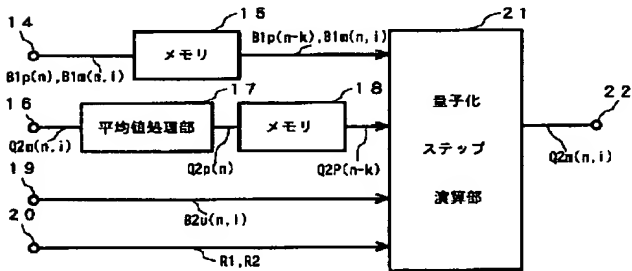 14
15
B1p(n),B1m(n,i)
メモリ
B1p(n-k),B1m(n,i)
16
17
18
Q2m(n,i)
平均値処理部
Q2p(n)
メモリ
Q2P(n-k)
19
B2u(n,i)
20
R1,R2
21
量子化
ステップ
演算部
22
Q2m(n,i)